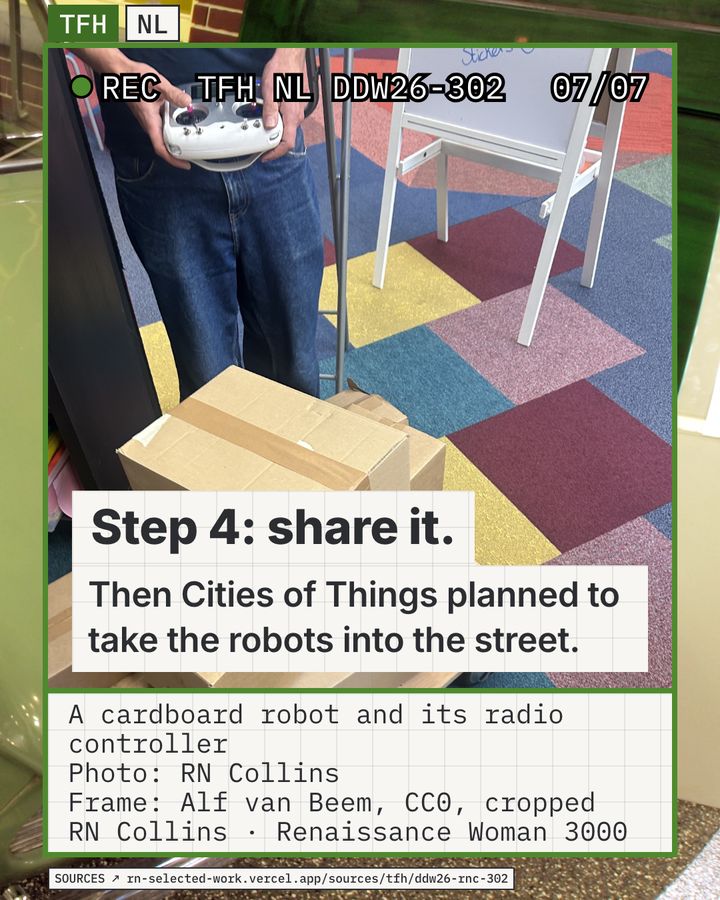 TFH NL
REC TFH NL DDW26-302 07/07
Stickers
Step 4: share it.
Then Cities of Things planned to
take the robots into the street.
A cardboard robot and its radio
controller
Photo: RN Collins
Frame: Alf van Beem, CC0, cropped
RN Collins · Renaissance Woman 3000
SOURCES ↗ rn-selected-work.vercel.app/sources/tfh/ddw26-rnc-302